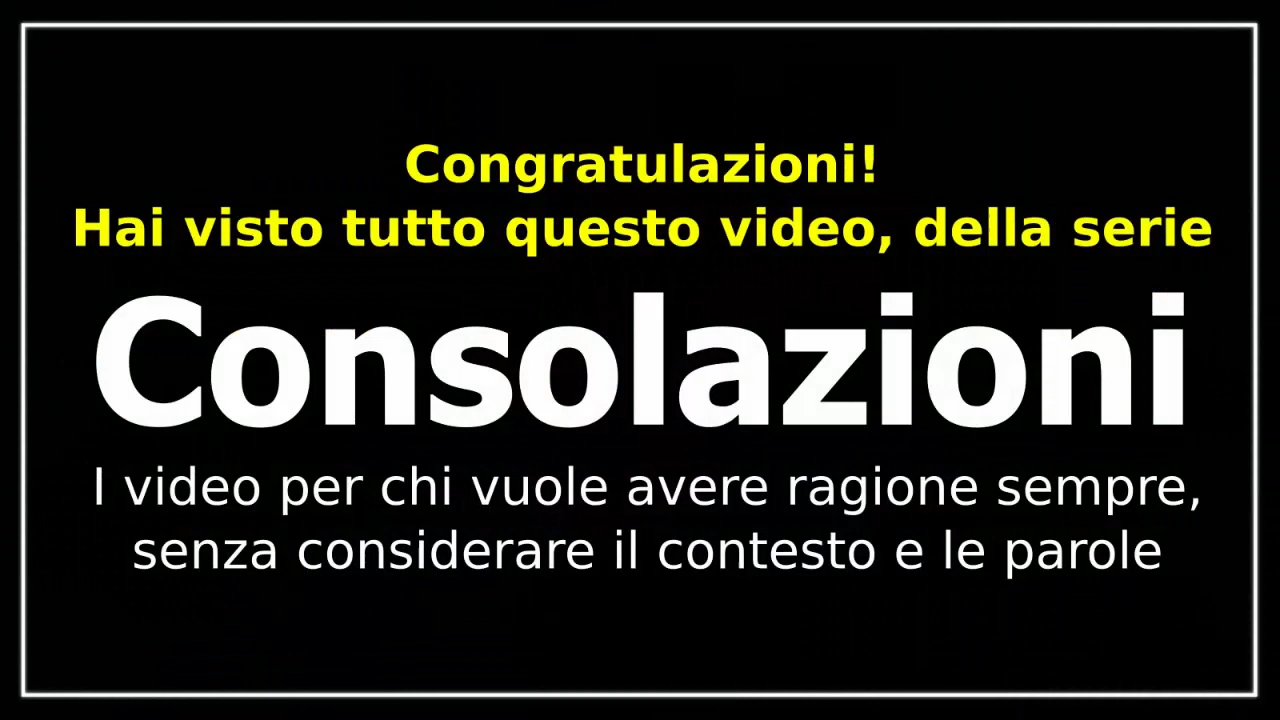 Congratulazioni!
Hai visto tutto questo video, della serie
Consolazioni
I video per chi vuole avere ragione sempre,
senza considerare il contesto e le parole